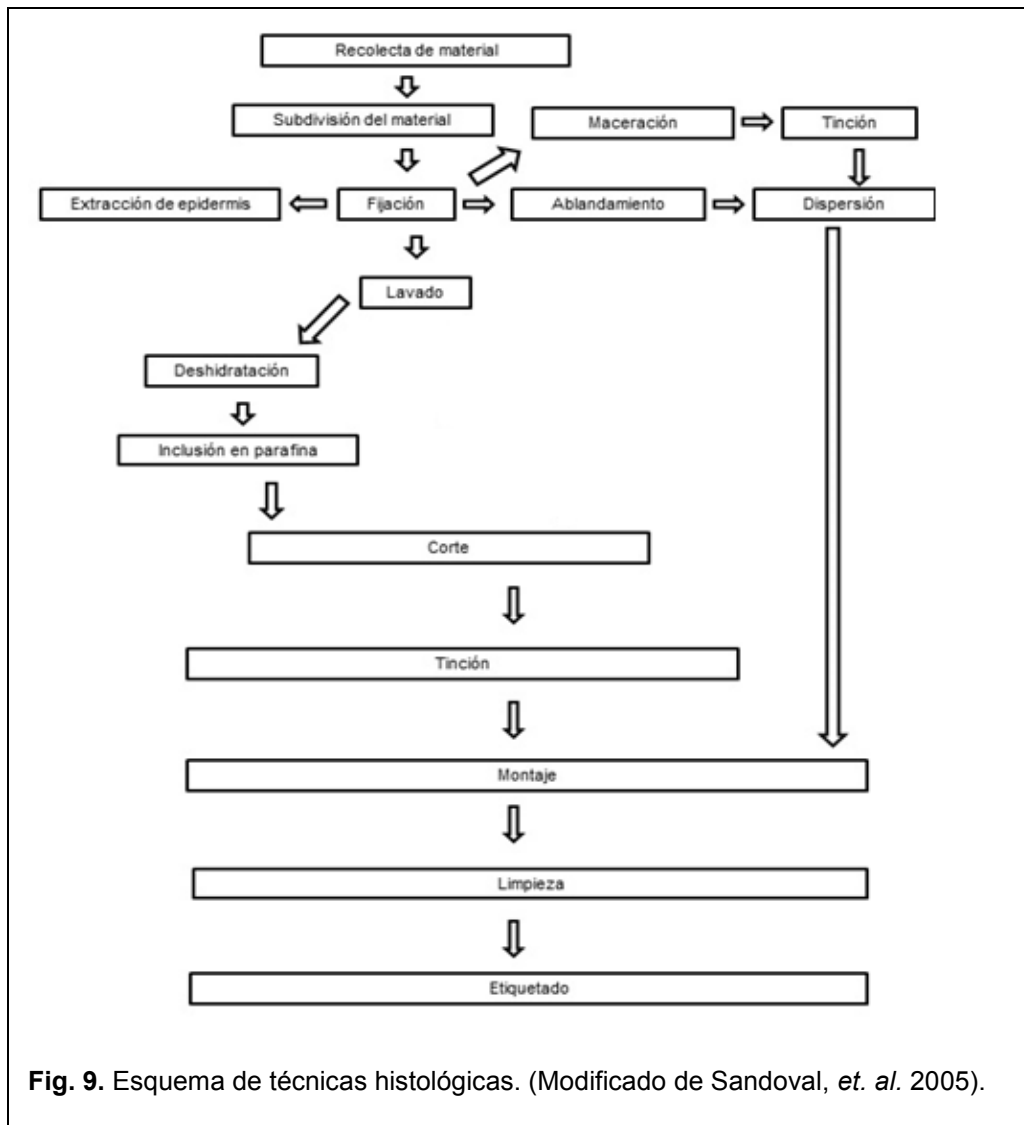 Recolecta de material
Subdivisión del material
Maceración
Tinción
Extracción de epidermis
Fijación
Ablandamiento
Dispersión
Lavado
Deshidratación
Inclusión en parafina
Corte
Tinción
Montaje
Limpieza
Etiquetado
Fig. 9. Esquema de técnicas histológicas. (Modificado de Sandoval, et. al. 2005).